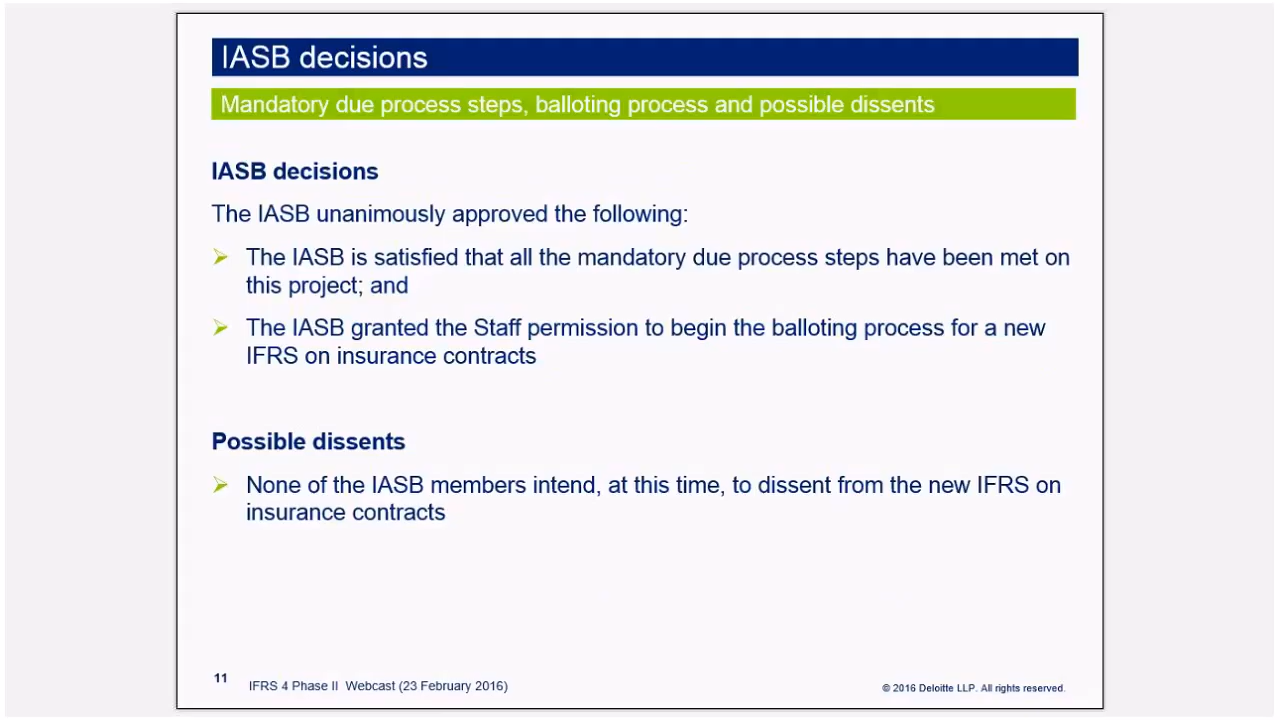 IASB decisions
Mandatory due process steps, balloting process and possible dissents
IASB decisions
The IASB unanimously approved the following:
The IASB is satisfied that all the mandatory due process steps have been met on
this project; and
The IASB granted the Staff permission to begin the balloting process for a new
IFRS on insurance contracts
Possible dissents
None of the IASB members intend, at this time, to dissent from the new IFRS on
insurance contracts
11 IFRS 4 Phase II Webcast (23 February 2016)
© 2016 Deloitte LLP. All rights reserved.